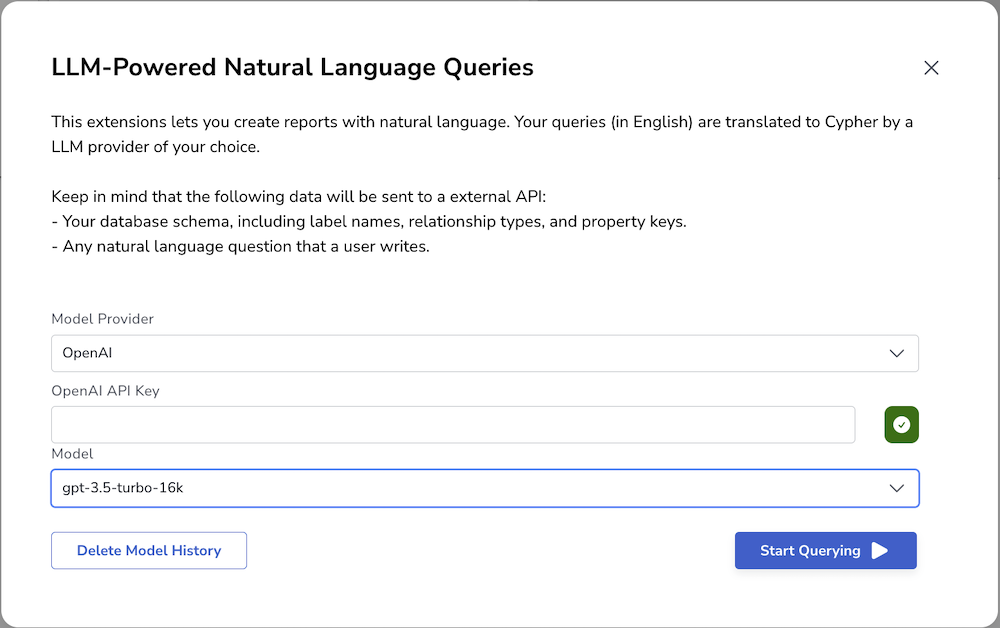 LLM-Powered Natural Language Queries
This extensions lets you create reports with natural language. Your queries (in English) are translated to Cypher by a
LLM provider of your choice.
Keep in mind that the following data will be sent to a external API:
- Your database schema, including label names, relationship types, and property keys.
- Any natural language question that a user writes.
Model Provider
OpenAI
OpenAI API Key
Model
gpt-3.5-turbo-16k
Delete Model History
Start Querying